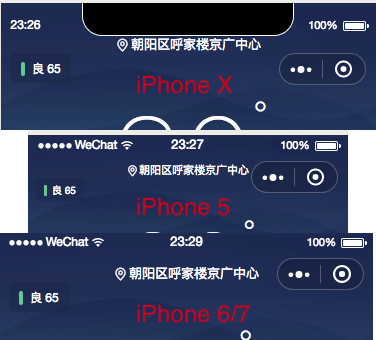 23:26
100%
朝阳区呼家楼京广中心
良 65
iPhone X
WeChat
23:27
100%
朝阳区呼家楼京广中心
良 65
iPhone 5
WeChat
23:29
100%
朝阳区呼家楼京广中心
良 65
iPhone 6/7